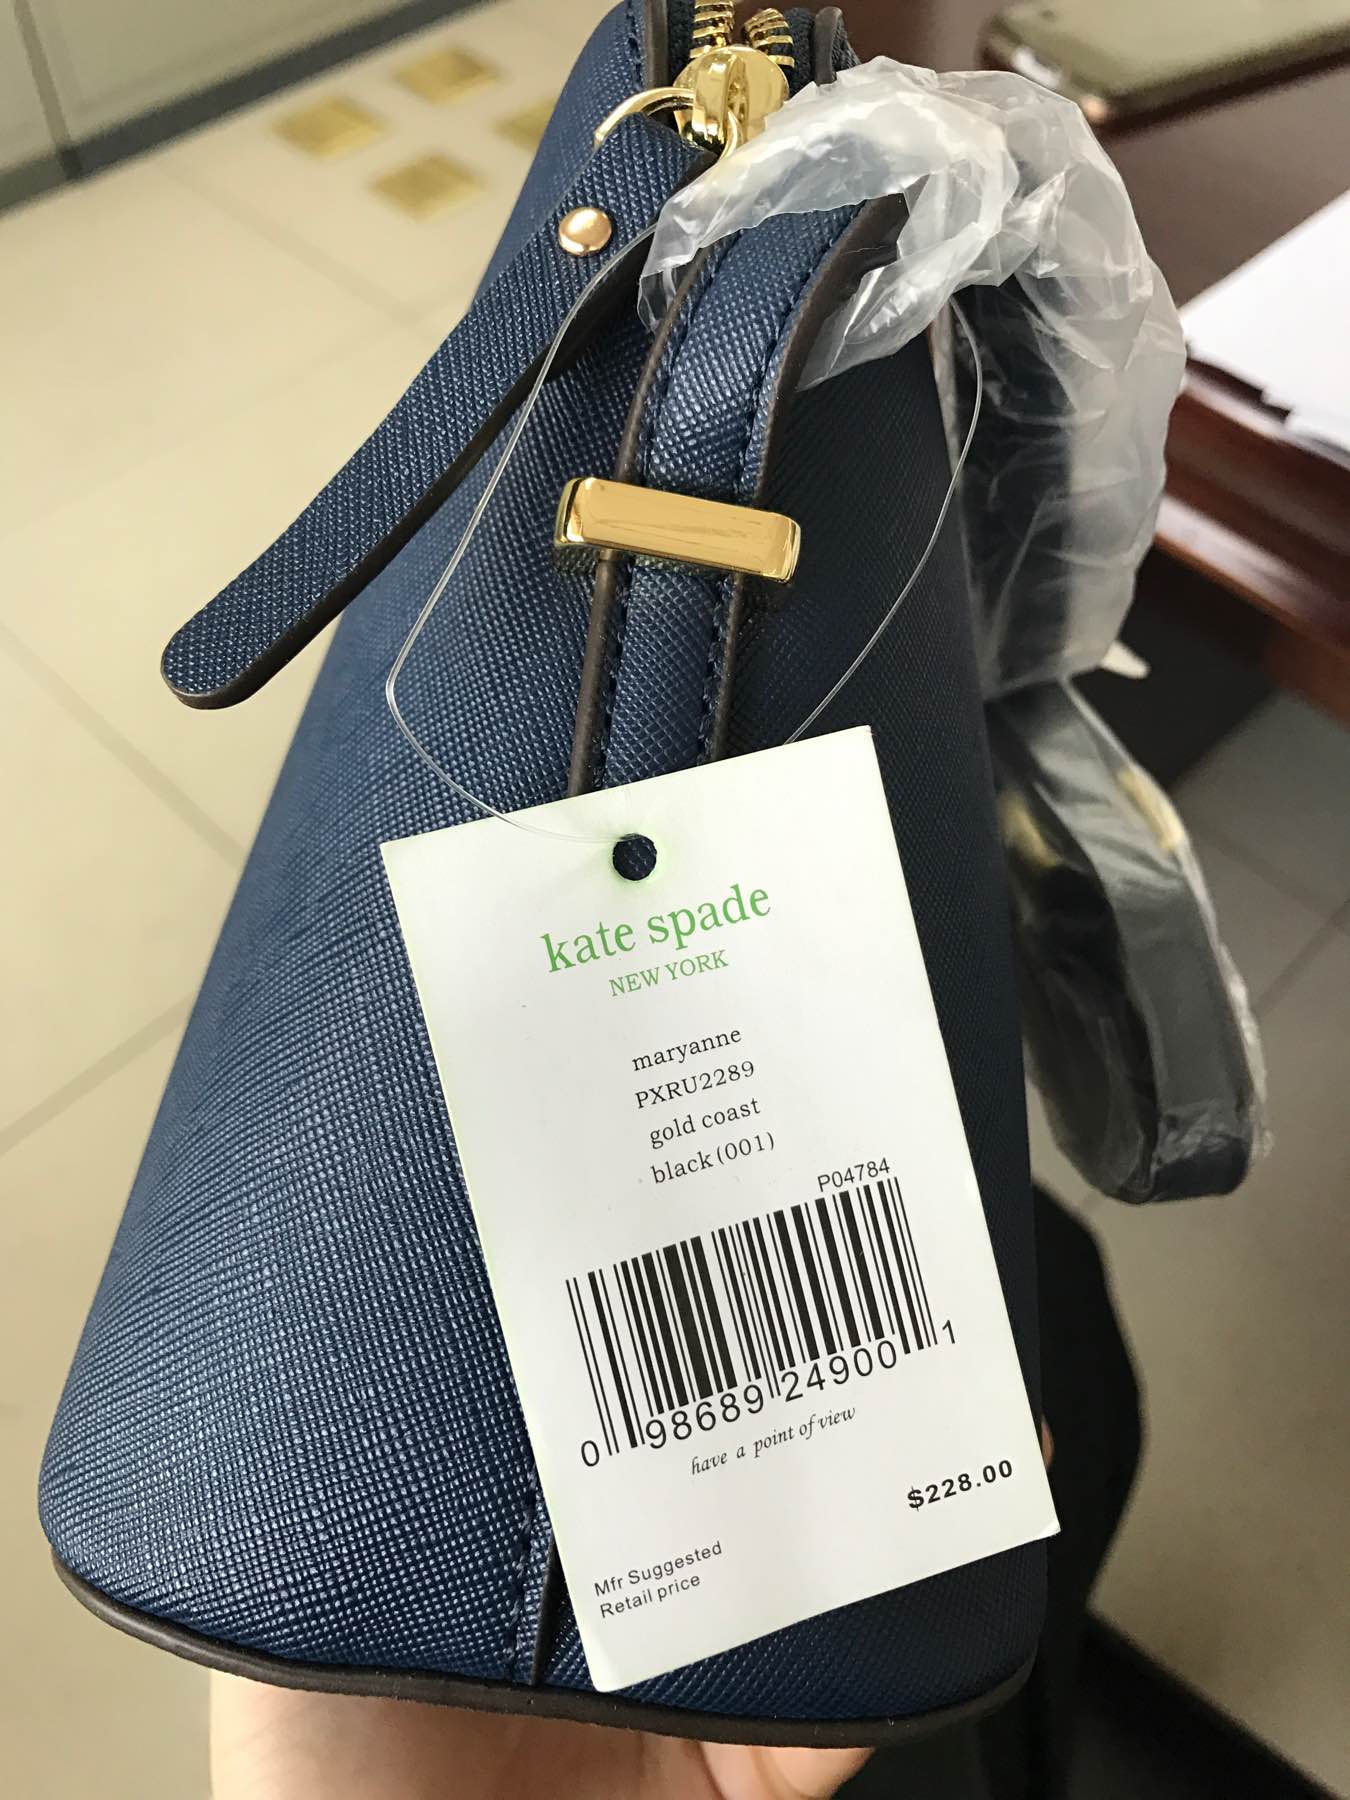 kate spade
NEW YORK
maryanne
PXRU2289
gold coast
black(001)
P04784
0 98689 24900 1
have a point of view
$228.00
Mfr Suggested
Retail price